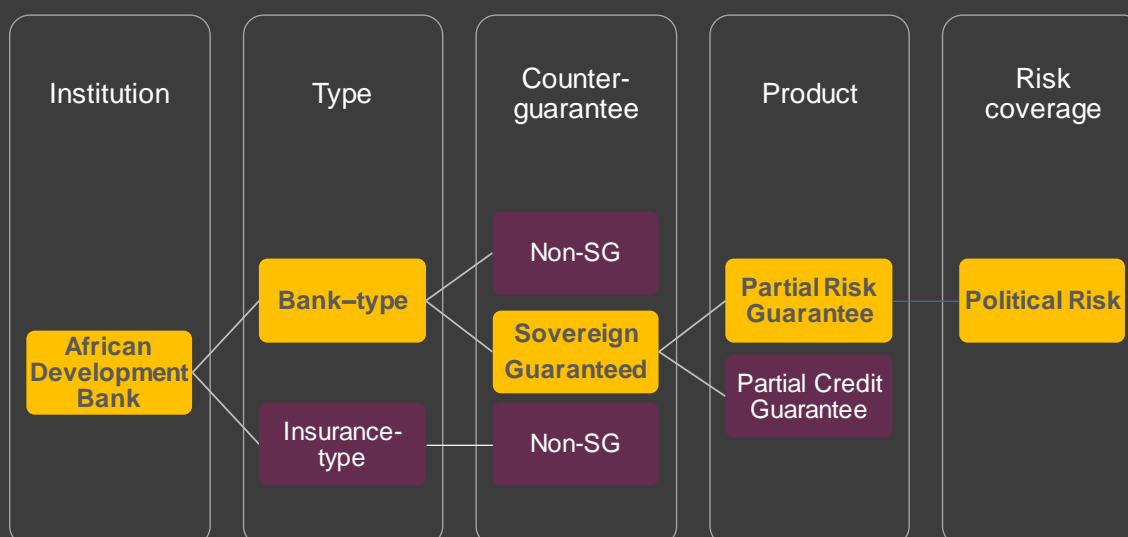 Institution
Type
Counter-
guarantee
Product
Risk
coverage
African
Development
Bank
Bank–type
Insurance-
type
Non-SG
Sovereign
Guaranteed
Non-SG
Partial Risk
Guarantee
Partial Credit
Guarantee
Political Risk